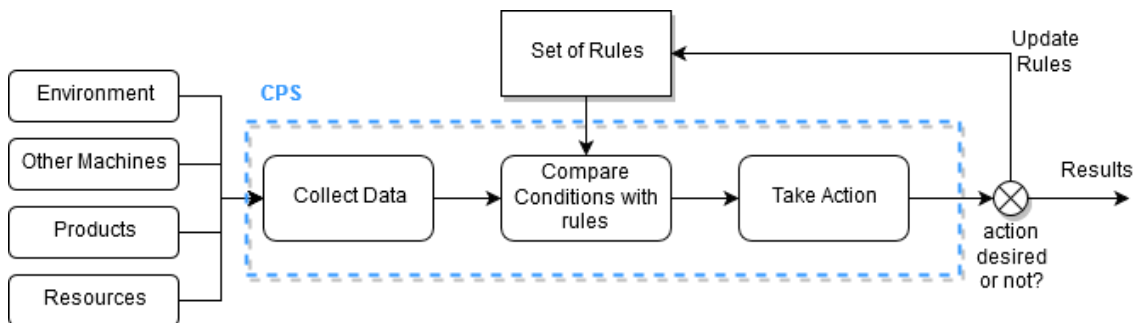 Set of Rules
Update
Rules
CPS
Environment
Other Machines
Products
Resources
Collect Data
Compare
Conditions with
rules
Take Action
Results
action
desired
or not?